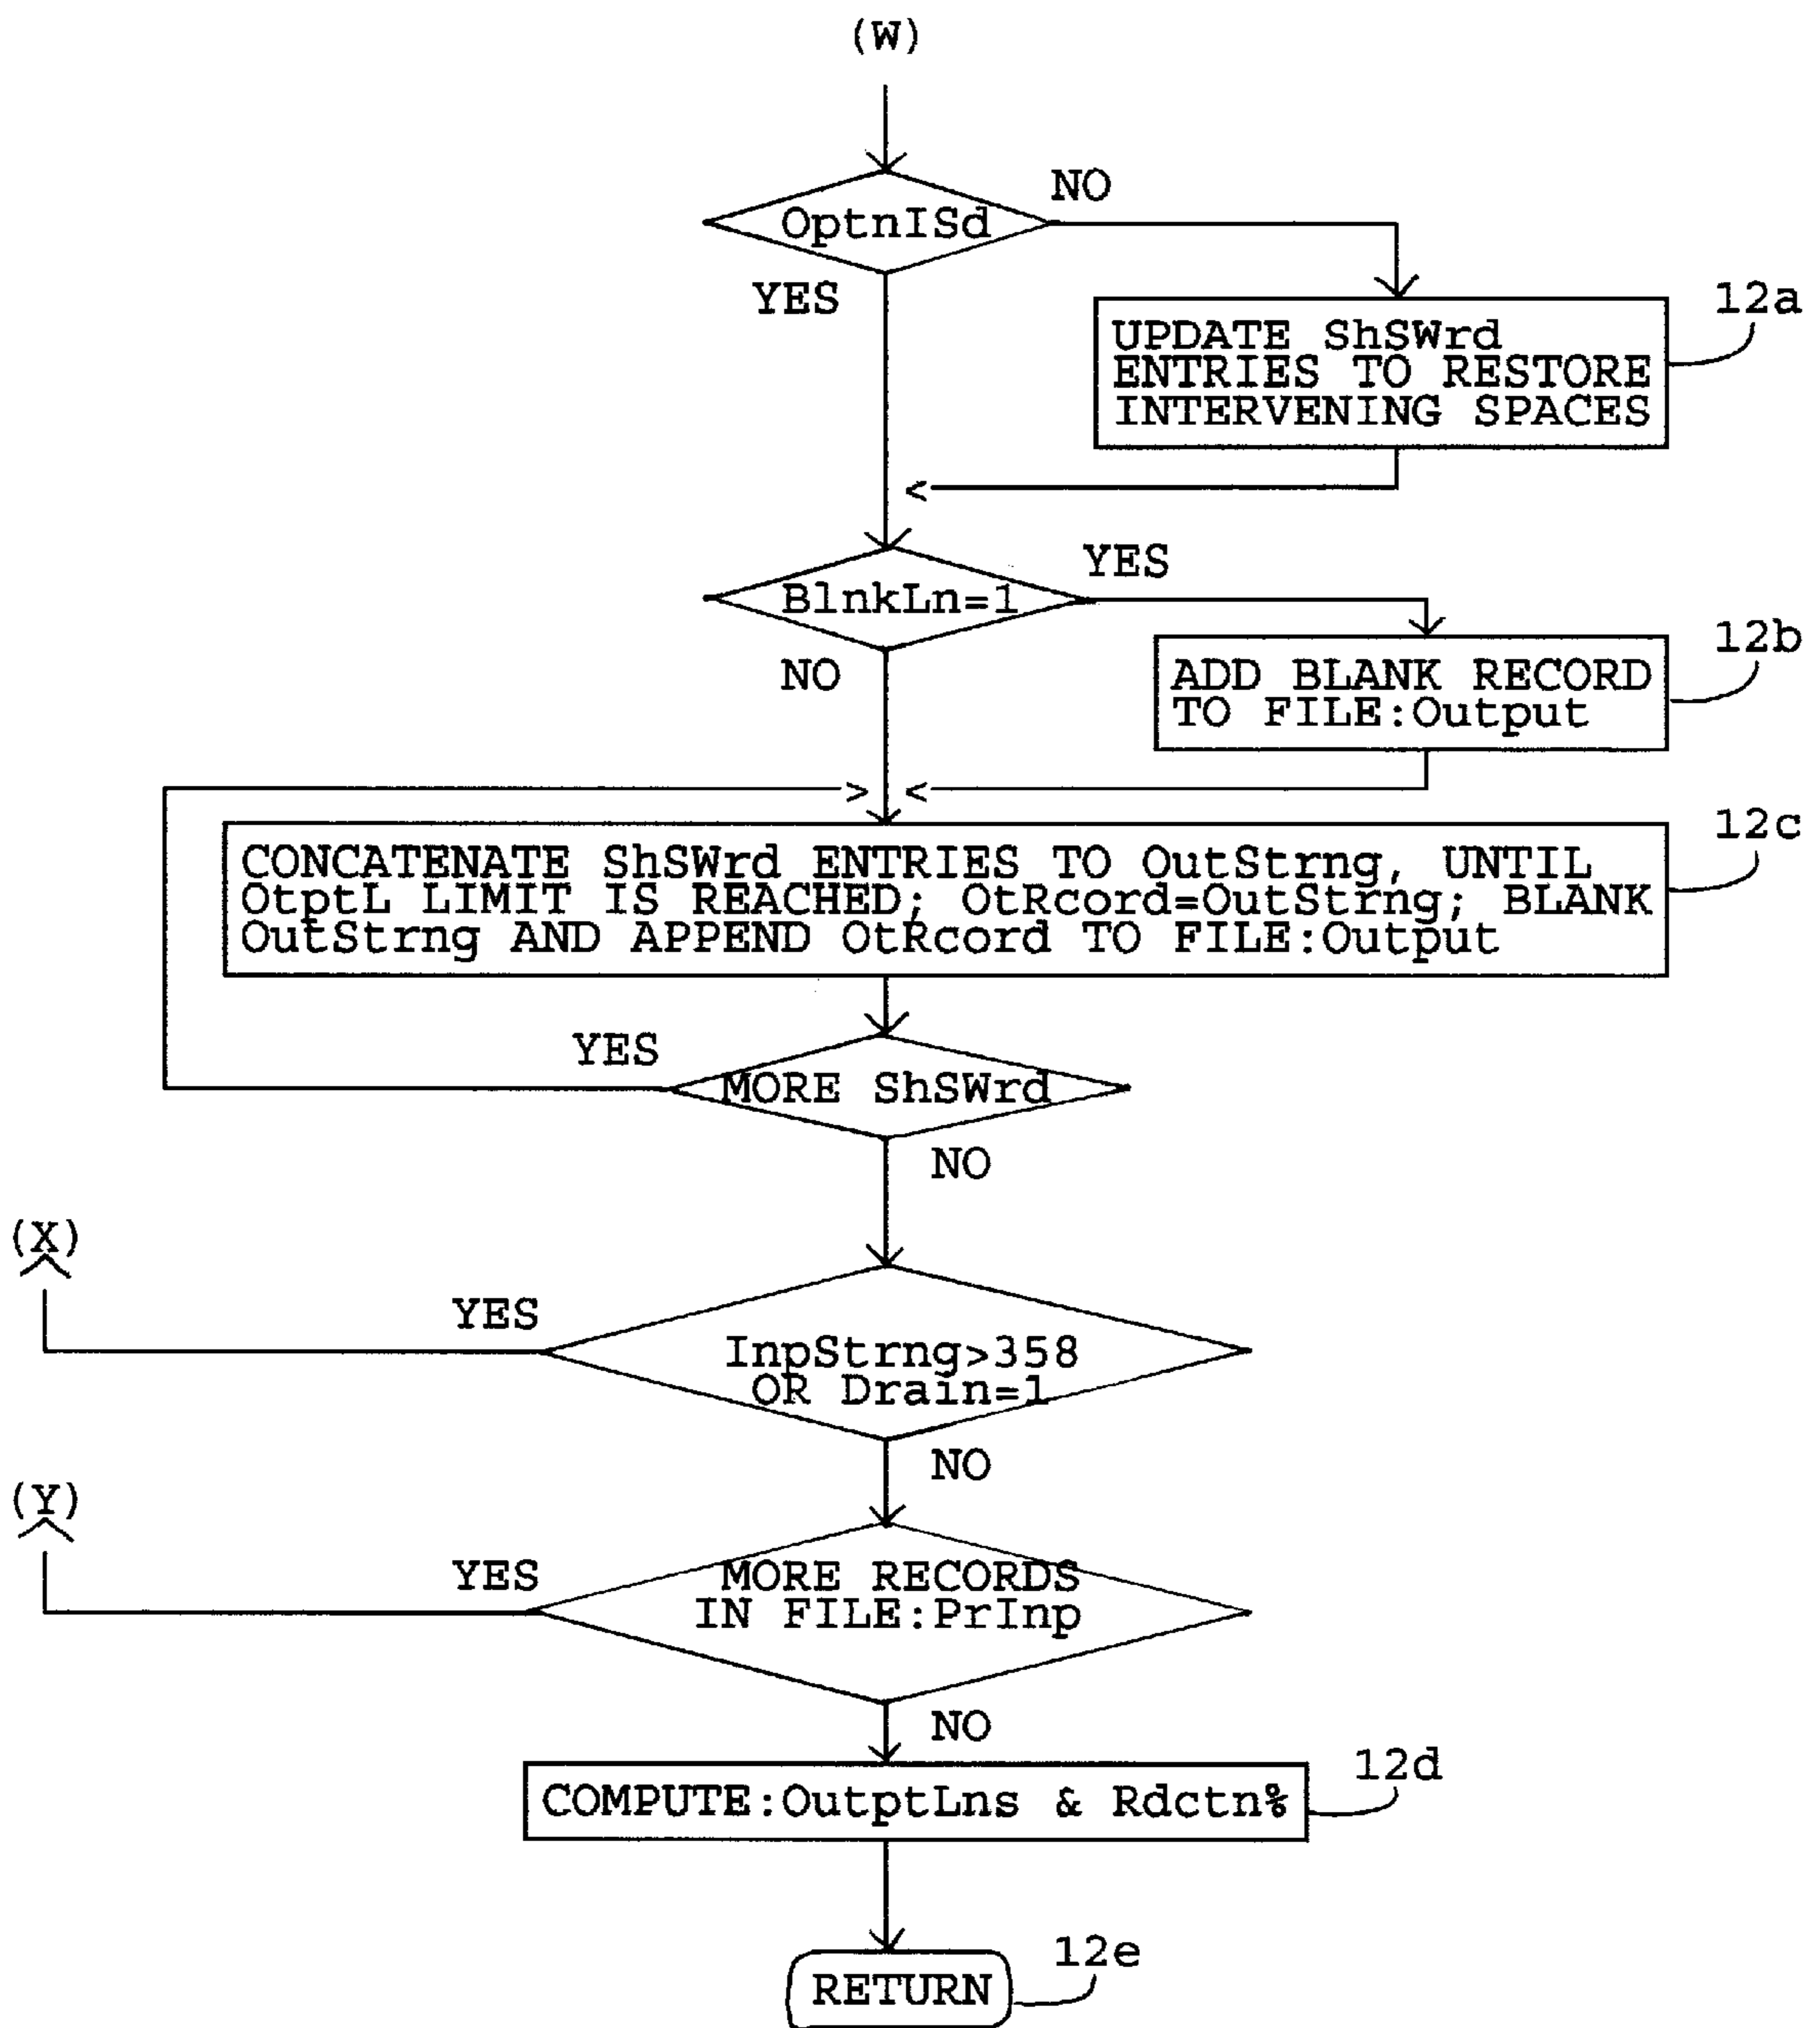 (W)
OptnISd
NO
YES
12a
UPDATE ShSWrd
ENTRIES TO RESTORE
INTERVENING SPACES
<
BlnkLn=1
YES
NO
12b
ADD BLANK RECORD
TO FILE:Output
> <
12c
CONCATENATE ShSWrd ENTRIES TO OutStrng, UNTIL
OtptL LIMIT IS REACHED; OtRcord=OutStrng; BLANK
OutStrng AND APPEND OtRcord TO FILE:Output
YES
MORE ShSWrd
NO
(X)
YES
InpStrng>358
OR Drain=1
NO
(Y)
YES
MORE RECORDS
IN FILE:PrInp
NO
12d
COMPUTE:OutptLns & Rdctn%
12e
RETURN